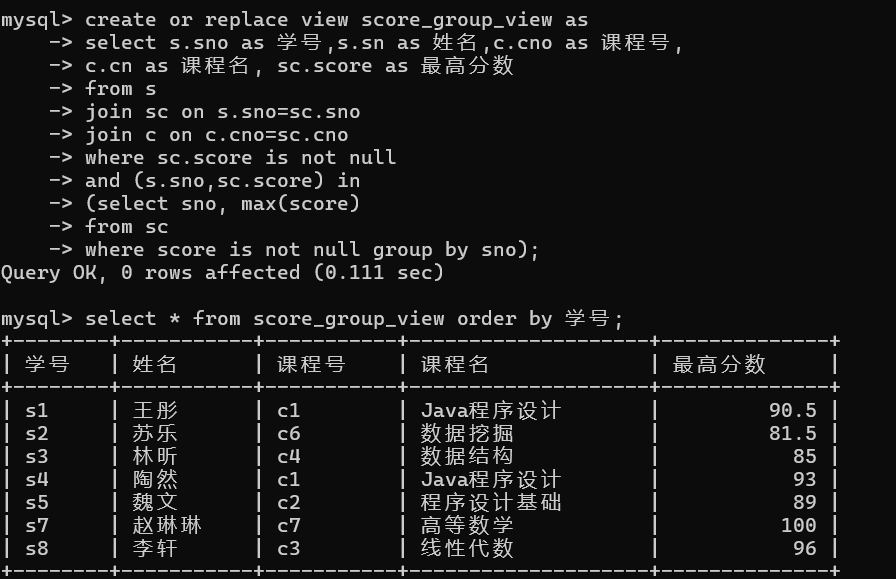 mysql> create or replace view score_group_view as
    -> select s.sno as 学号,s.sn as 姓名,c.cno as 课程号,
    -> c.cn as 课程名, sc.score as 最高分数
    -> from s
    -> join sc on s.sno=sc.sno
    -> join c on c.cno=sc.cno
    -> where sc.score is not null
    -> and (s.sno,sc.score) in
    -> (select sno, max(score)
    -> from sc
    -> where score is not null group by sno);
Query OK, 0 rows affected (0.111 sec)
mysql> select * from score_group_view order by 学号;
+--------+-----------+-----------+--------------------+--------------+
| 学号   | 姓名      | 课程号    | 课程名             | 最高分数     |
+--------+-----------+-----------+--------------------+--------------+
| s1     | 王彤      | c1        | Java程序设计       |         90.5 |
| s2     | 苏乐      | c6        | 数据挖掘           |         81.5 |
| s3     | 林昕      | c4        | 数据结构           |           85 |
| s4     | 陶然      | c1        | Java程序设计       |           93 |
| s5     | 魏文      | c2        | 程序设计基础       |           89 |
| s7     | 赵琳琳    | c7        | 高等数学           |          100 |
| s8     | 李轩      | c3        | 线性代数           |           96 |
+--------+-----------+-----------+--------------------+--------------+